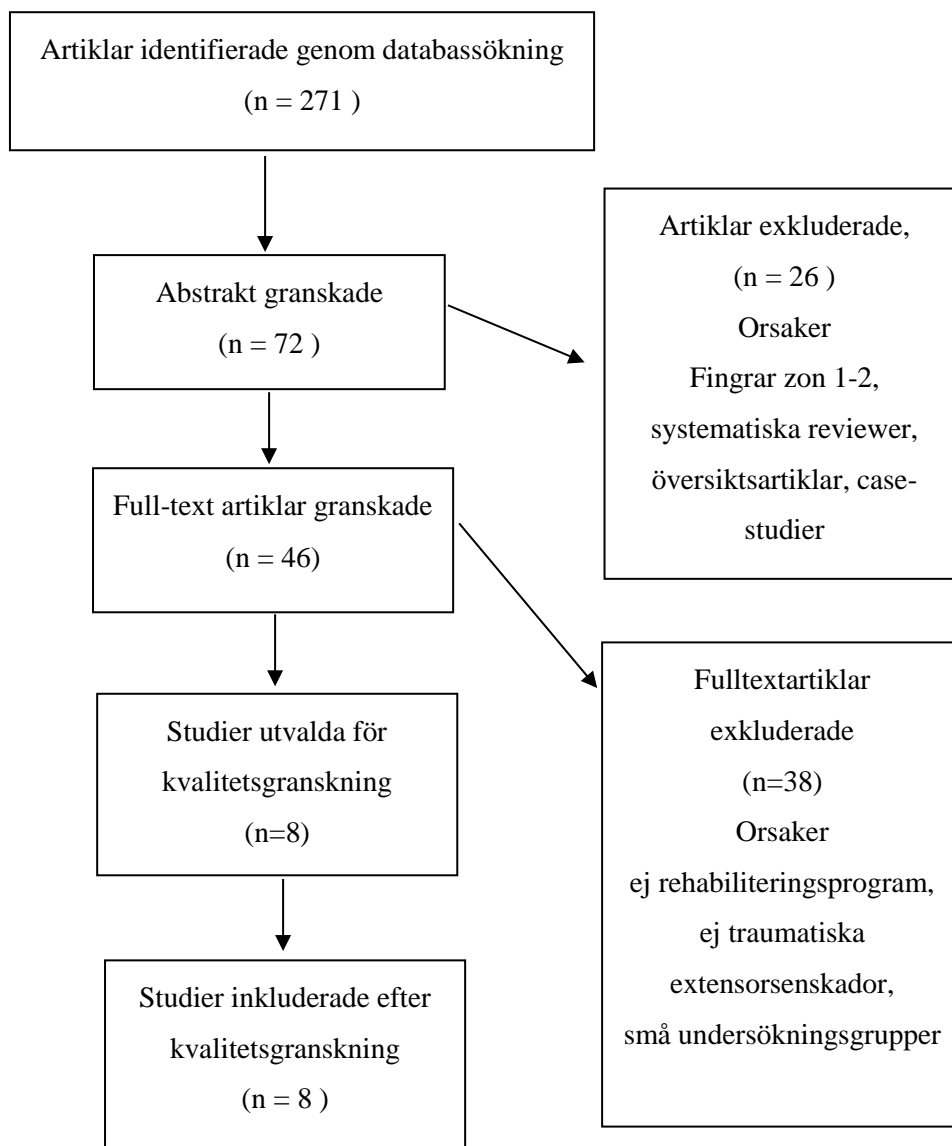 Artiklar identifierade genom databassökning
(n = 271 )
Abstrakt granskade
(n = 72 )
Artiklar exkluderade,
(n = 26 )
Orsaker
Fingrar zon 1-2,
systematiska reviewer,
översiktsartiklar, case-
studier
Full-text artiklar granskade
(n = 46)
Fulltextartiklar
exkluderade
(n=38)
Orsaker
ej rehabiliteringsprogram,
ej traumatiska
extensorsenskador,
små undersökningsgrupper
Studier utvalda för
kvalitetsgranskning
(n=8)
Studier inkluderade efter
kvalitetsgranskning
(n = 8 )